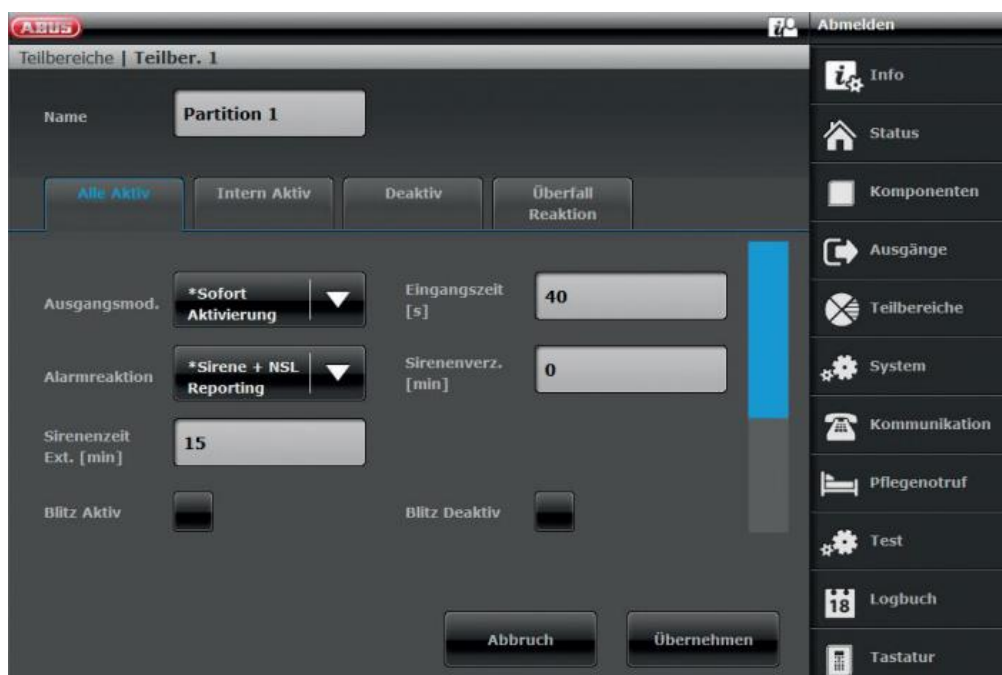 ABUS
Abmelden
Teilbereiche | Teilber. 1
Name
Partition 1
Alle Aktiv
Intern Aktiv
Deaktiv
Überfall
Reaktion
Ausgangsmod.
*Sofort
Aktivierung
Eingangszeit
[s]
40
Alarmreaktion
*Sirene + NSL
Reporting
Sirenenverz.
[min]
0
Sirenenzeit
Ext. [min]
15
Blitz Aktiv
Blitz Deaktiv
Abbruch
Übernehmen
Info
Status
Komponenten
Ausgänge
Teilbereiche
System
Kommunikation
Pflegenotruf
Test
18
Logbuch
Tastatur